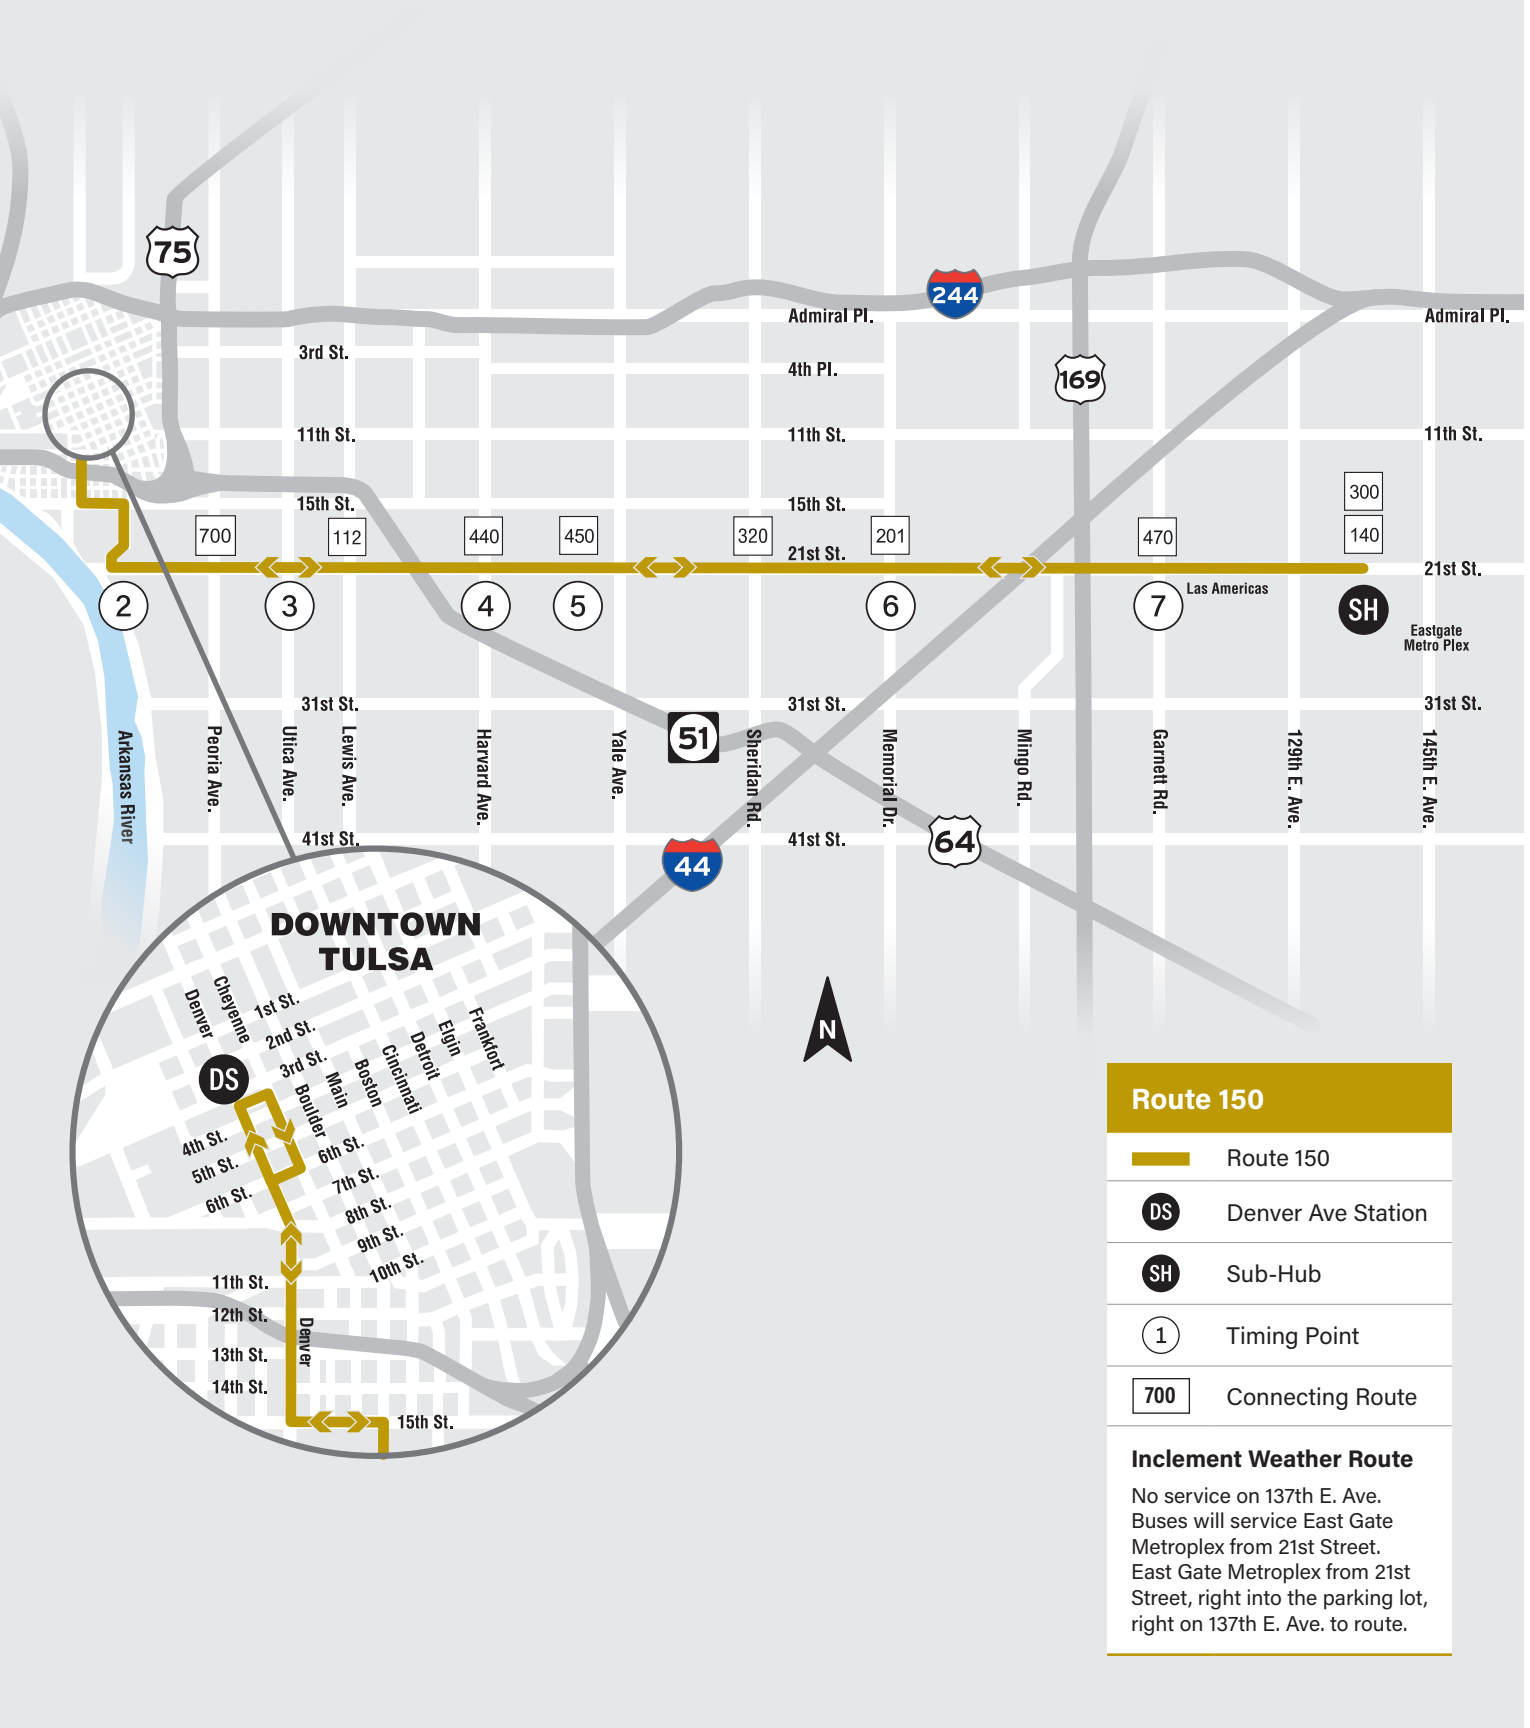 75
244
Admiral Pl.
Admiral Pl.
3rd St.
4th Pl.
169
11th St.
11th St.
11th St.
15th St.
15th St.
300
700
112
440
450
320
201
470
140
21st St.
21st St.
2
3
4
5
6
7
Las Americas
SH
Eastgate
Metro Plex
31st St.
31st St.
31st St.
51
Arkansas River
Peoria Ave.
Utica Ave.
Lewis Ave.
Harvard Ave.
Yale Ave.
Sheridan Rd.
Memorial Dr.
Mingo Rd.
Garnett Rd.
129th E. Ave.
145th E. Ave.
41st St.
41st St.
64
44
DOWNTOWN
TULSA
Denver
Cheyenne
1st St.
2nd St.
3rd St.
Boulder
Main
Boston
Cincinnati
Detroit
Elgin
Frankfort
DS
4th St.
5th St.
6th St.
6th St.
7th St.
8th St.
9th St.
10th St.
11th St.
12th St.
13th St.
14th St.
Denver
15th St.
N
Route 150
Route 150
DS Denver Ave Station
SH Sub-Hub
1 Timing Point
700 Connecting Route
Inclement Weather Route
No service on 137th E. Ave.
Buses will service East Gate
Metroplex from 21st Street.
East Gate Metroplex from 21st
Street, right into the parking lot,
right on 137th E. Ave. to route.